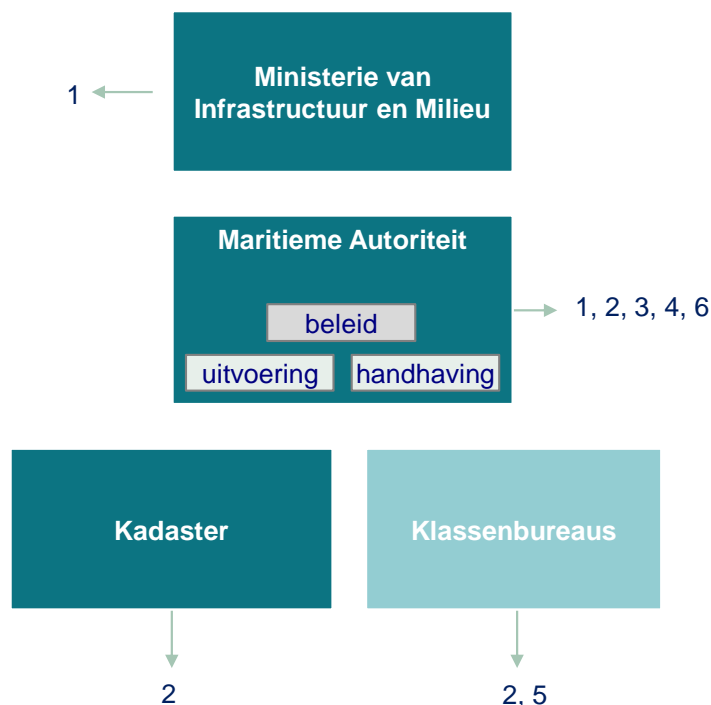 Ministerie van
Infrastructuur en Milieu
1
Maritieme Autoriteit
1, 2, 3, 4, 6
beleid
uitvoering
handhaving
Kadaster
Klassenbureaus
2
2, 5